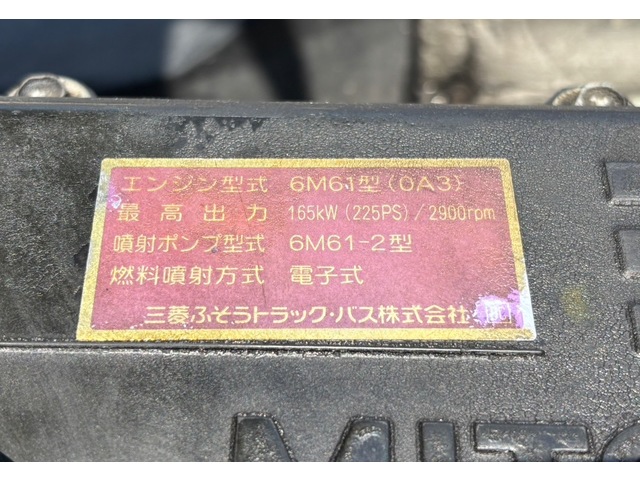 エンジン型式 6M61型(0A3)
最高出力 165kW(225PS)/2900rpm
噴射ポンプ型式 6M61-2型
燃料噴射方式 電子式
三菱ふそうトラック・バス株式会社
MITS